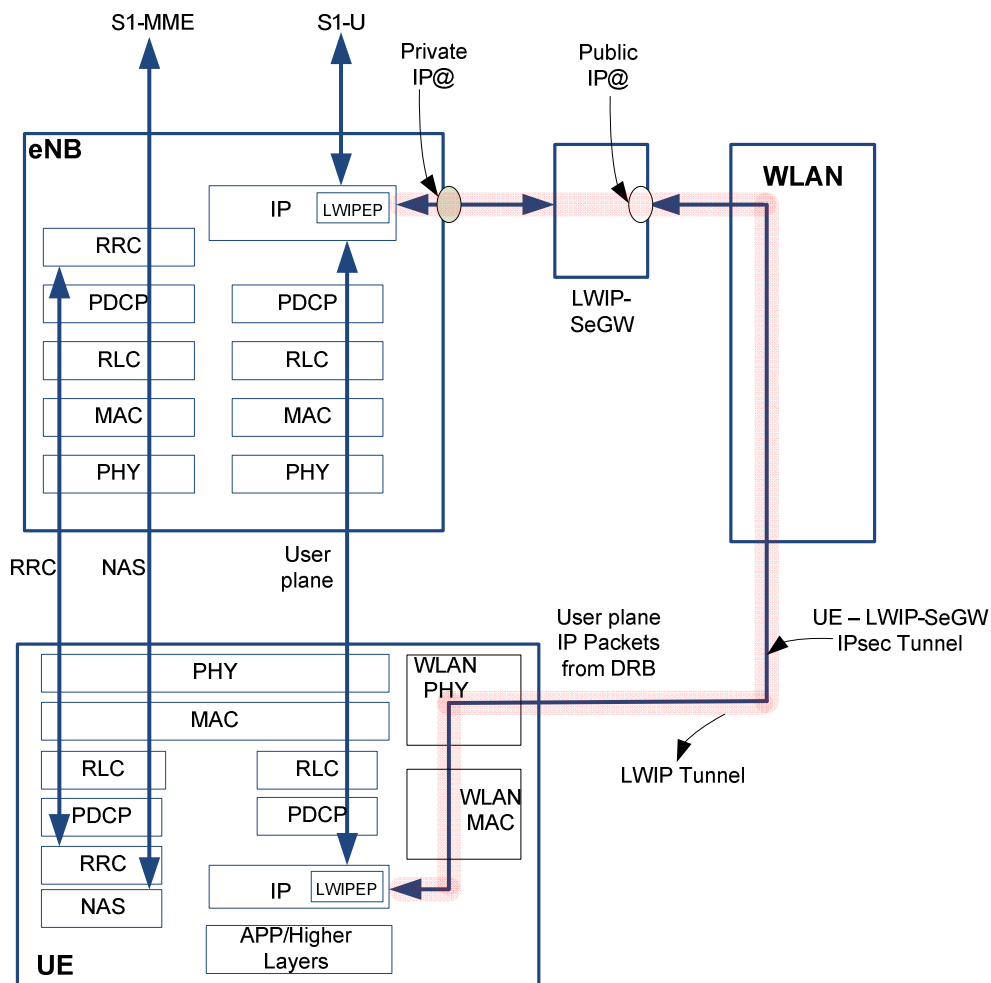 S1-MME
S1-U
Private
IP@
Public
IP@
eNB
WLAN
IP
LWIPEP
RRC
PDCP
PDCP
LWIP-
SeGW
RLC
RLC
MAC
MAC
PHY
PHY
RRC
NAS
User
plane
User plane
IP Packets
from DRB
UE – LWIP-SeGW
IPsec Tunnel
PHY
WLAN
PHY
MAC
RLC
RLC
LWIP Tunnel
PDCP
PDCP
WLAN
MAC
RRC
IP
LWIPEP
NAS
APP/Higher
Layers
UE